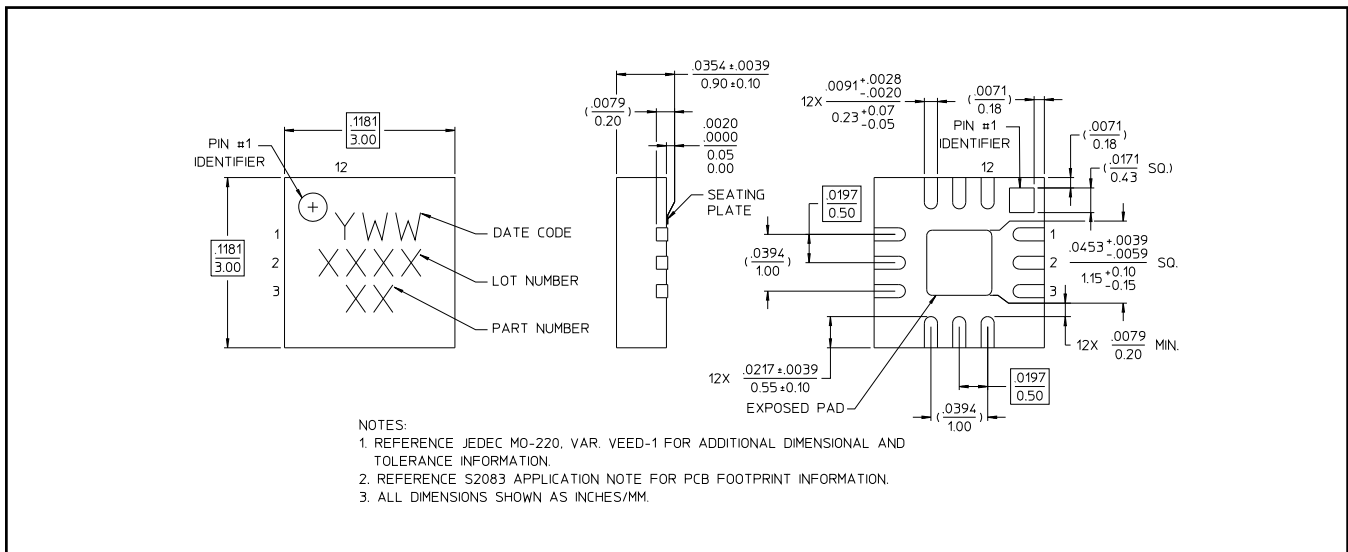 PIN #1
IDENTIFIER
.1181
3.00
12
.1181
3.00
1
2
3
YWW
XXXX
XX
DATE CODE
LOT NUMBER
PART NUMBER
.0354 ±.0039
0.90 ±0.10
(.0079
0.20)
.0020
.0000
0.05
0.00
SEATING
PLATE
12X .0091 +.0028
-.0020
0.23 +0.07
-0.05
(.0071
0.18)
PIN #1
IDENTIFIER
12
(.0071
0.18)
(.0171
0.43 SQ.)
.0197
0.50
(.0394
1.00)
1
2
3
.0453 +.0039
-.0059 SQ.
1.15 +0.10
-0.15
12X .0079
0.20 MIN.
12X .0217 ±.0039
0.55 ±0.10
EXPOSED PAD
.0197
0.50
(.0394
1.00)
NOTES:
1. REFERENCE JEDEC MO-220, VAR. VEED-1 FOR ADDITIONAL DIMENSIONAL AND
TOLERANCE INFORMATION.
2. REFERENCE S2083 APPLICATION NOTE FOR PCB FOOTPRINT INFORMATION.
3. ALL DIMENSIONS SHOWN AS INCHES/MM.